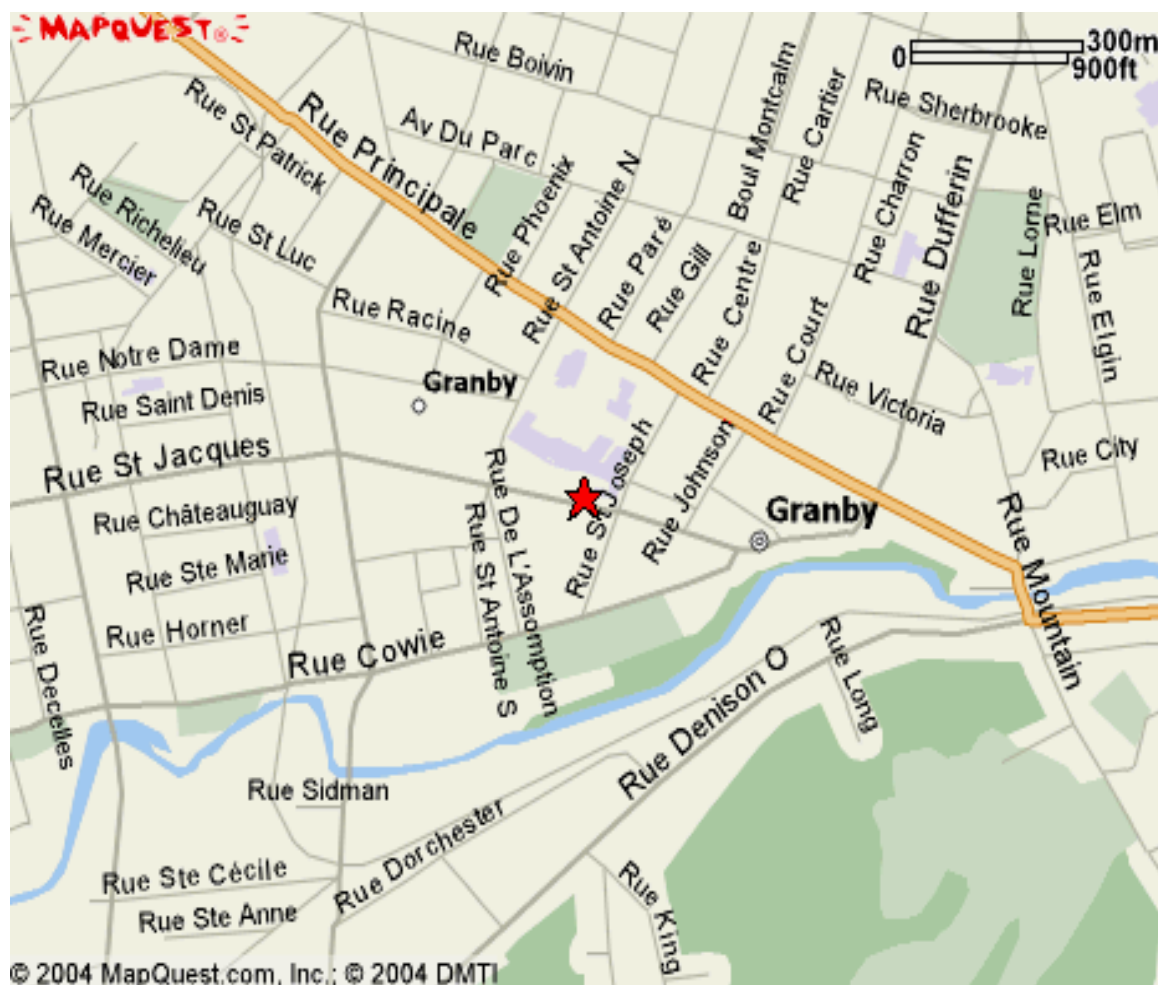 MAPQUEST®
0 300m
900ft
Rue Boivin
Boul Montcalm
Rue Cartier
Rue Sherbrooke
Rue St Patrick
Rue Principale
Av Du Parc
Rue Phoenix
Rue St Antoine N
Rue Paré
Rue Gill
Rue Centre
Rue Charron
Rue Dufferin
Rue Lorne
Rue Elm
Rue Elgin
Rue Richelieu
Rue Mercier
Rue St Luc
Rue Racine
Rue Court
Rue Notre Dame
Granby
Rue Victoria
Rue Saint Denis
Rue St Jacques
Rue St Joseph
Rue Johnson
Rue City
Rue Châteauguay
Rue De L'Assomption
Rue St Antoine S
Granby
Rue Ste Marie
Rue Mountain
Rue Horner
Rue Cowie
Rue Decelles
Rue Long
Rue Denison O
Rue Sidman
Rue Dorchester
Rue Ste Cécile
Rue Ste Anne
Rue King
© 2004 MapQuest.com, Inc.; © 2004 DMTI